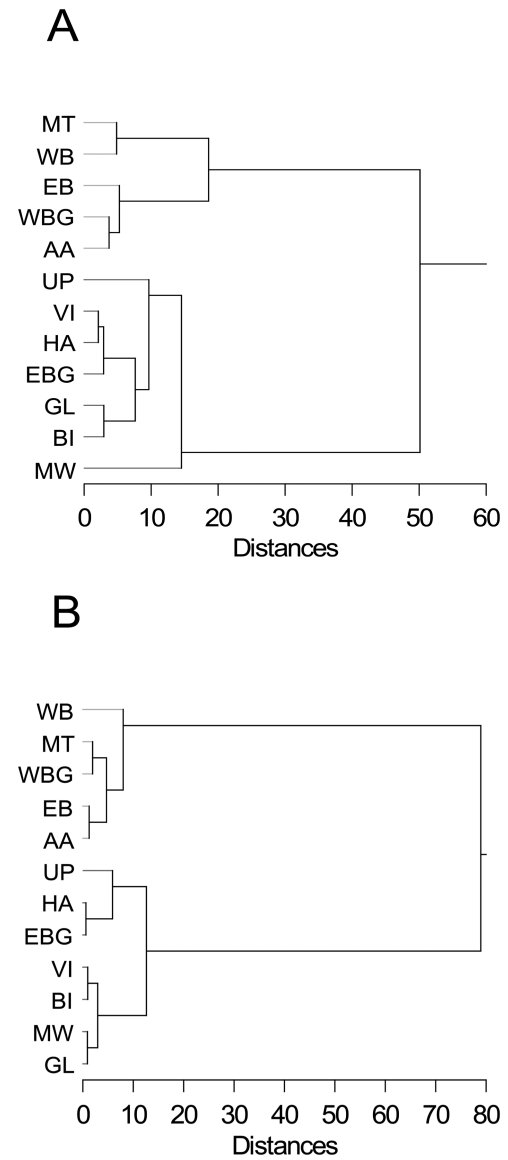 A
MT
WB
EB
WBG
AA
UP
VI
HA
EBG
GL
BI
MW
0 10 20 30 40 50 60
Distances
B
WB
MT
WBG
EB
AA
UP
HA
EBG
VI
BI
MW
GL
0 10 20 30 40 50 60 70 80
Distances